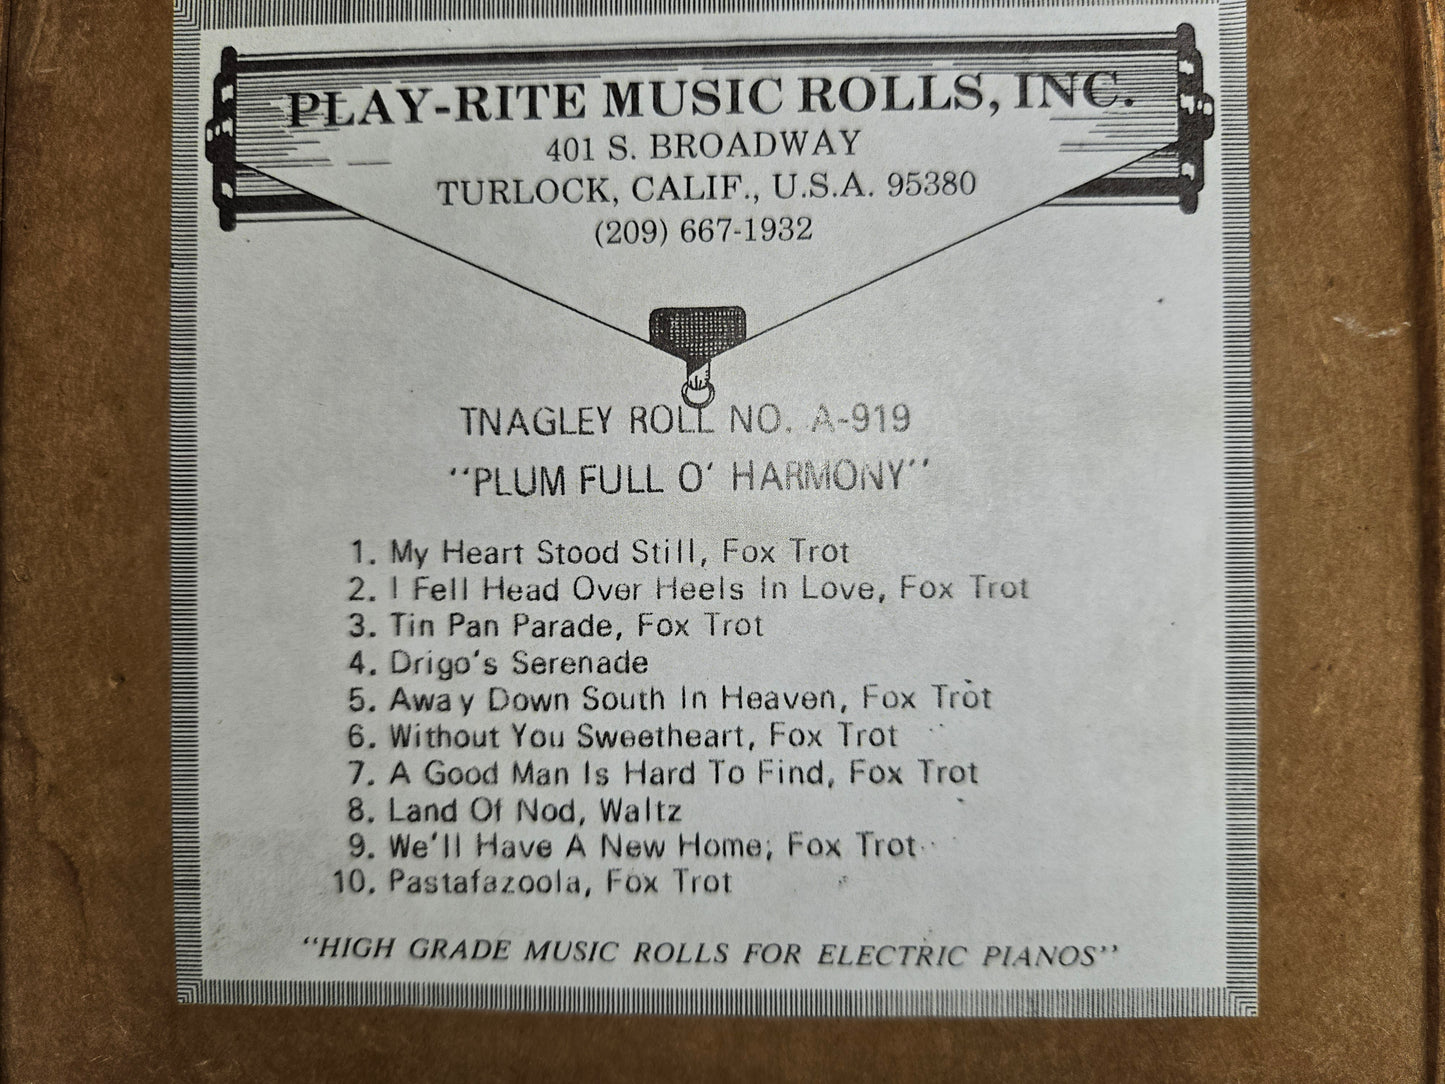 PLAY-RITE MUSIC ROLLS, INC.
401 S. BROADWAY
TURLOCK, CALIF., U.S.A. 95380
(209) 667-1932
TNAGLEY ROLL NO. A-919
"PLUM FULL O' HARMONY"
1. My Heart Stood Still, Fox Trot
2. I Fell Head Over Heels In Love, Fox Trot
3. Tin Pan Parade, Fox Trot
4. Drigo's Serenade
5. Away Down South In Heaven, Fox Trot
6. Without You Sweetheart, Fox Trot
7. A Good Man Is Hard To Find, Fox Trot
8. Land Of Nod, Waltz
9. We'll Have A New Home; Fox Trot
10. Pastafazoola, Fox Trot
"HIGH GRADE MUSIC ROLLS FOR ELECTRIC PIANOS"